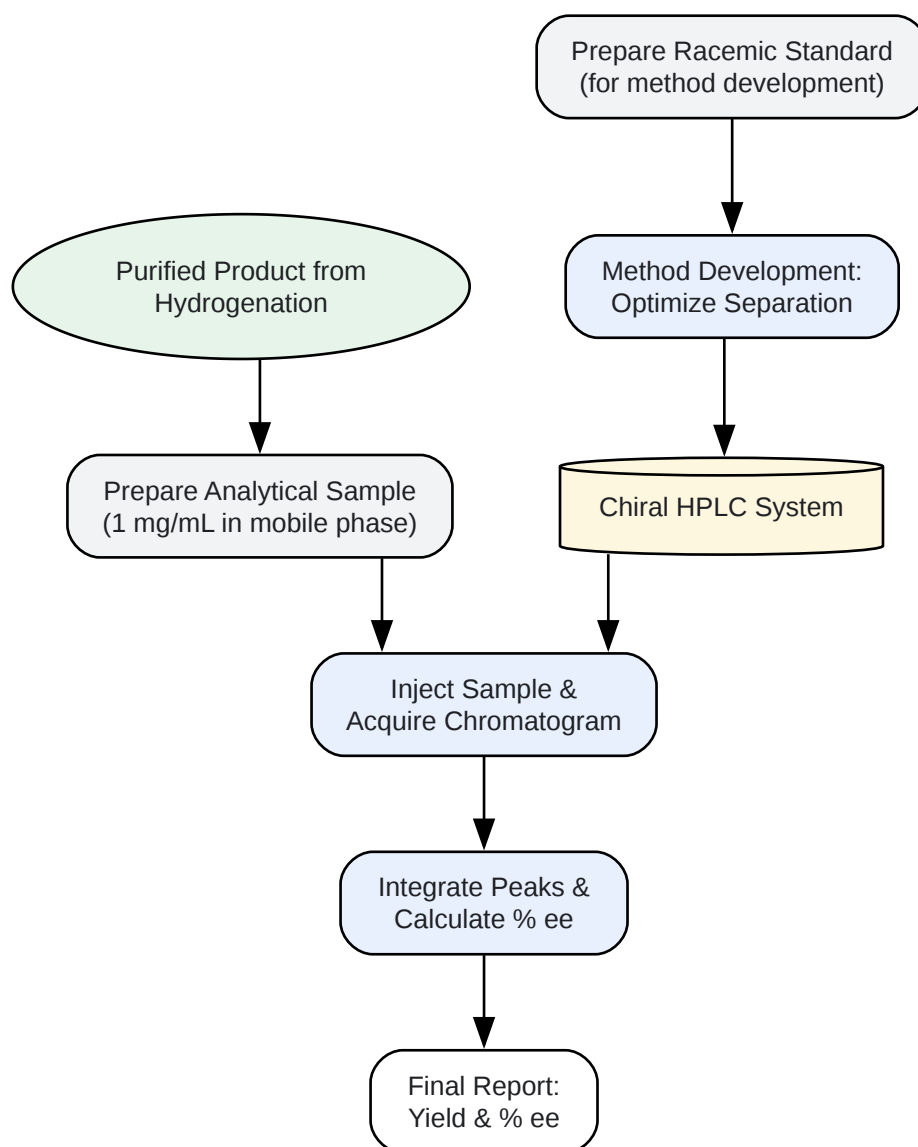 Prepare Racemic Standard
(for method development)
Purified Product from
Hydrogenation
Method Development:
Optimize Separation
Prepare Analytical Sample
(1 mg/mL in mobile phase)
Chiral HPLC System
Inject Sample &
Acquire Chromatogram
Integrate Peaks &
Calculate % ee
Final Report:
Yield & % ee